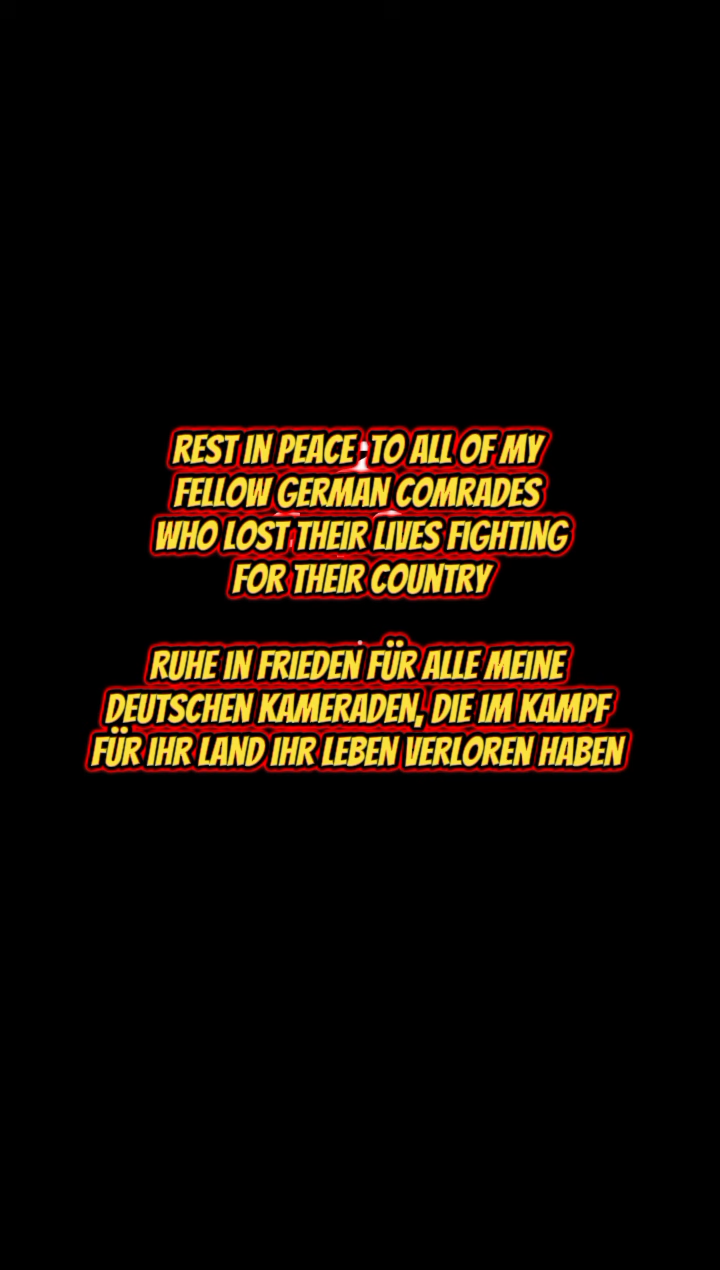 REST IN PEACE TO ALL OF MY
FELLOW GERMAN COMRADES
WHO LOST THEIR LIVES FIGHTING
FOR THEIR COUNTRY
RUHE IN FRIEDEN FÜR ALLE MEINE
DEUTSCHEN KAMERADEN, DIE IM KAMPF
FÜR IHR LAND IHR LEBEN VERLOREN HABEN